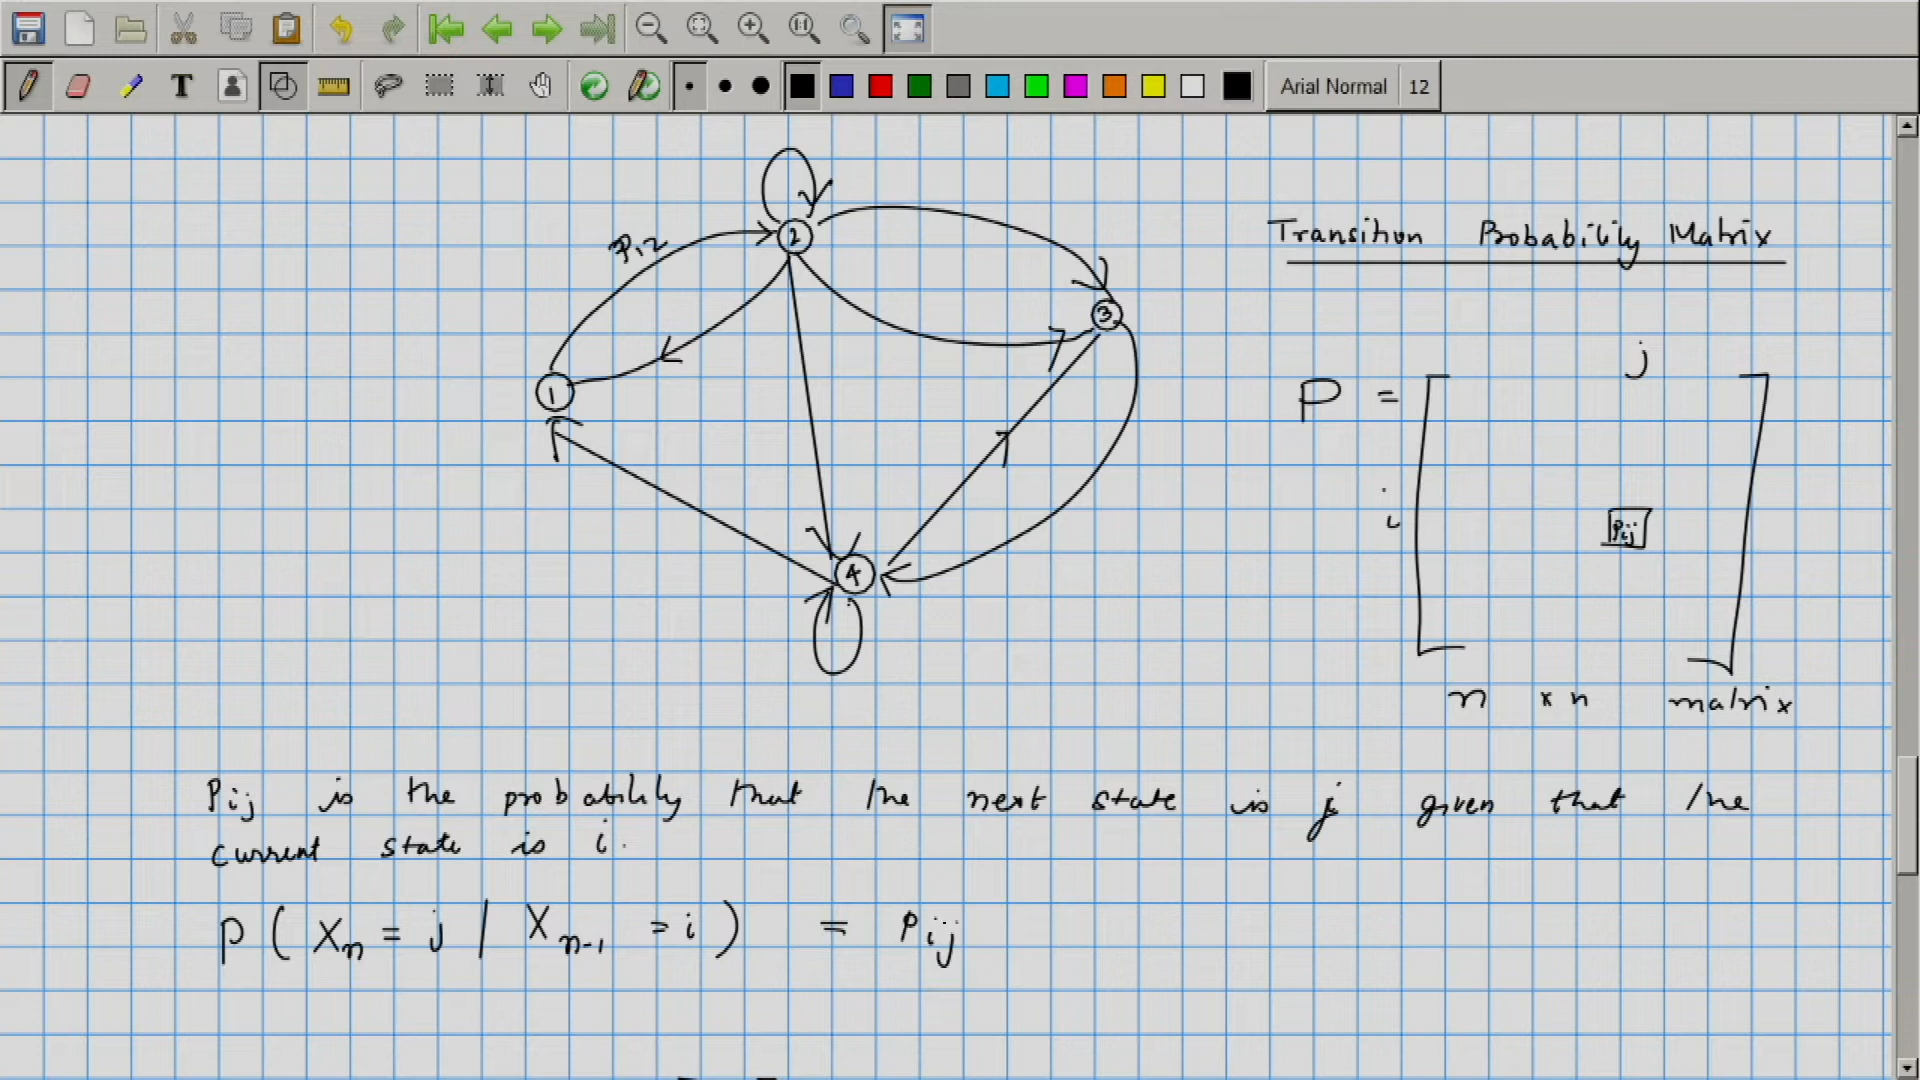 Arial Normal 12
P12
2
3
1
4
Transition Probability Matrix
j
P =
i
Pij
n x n matrix
Pij is the probability that the next state is j given that the
current state is i.
P ( Xn = j / Xn-1 = i ) = Pij